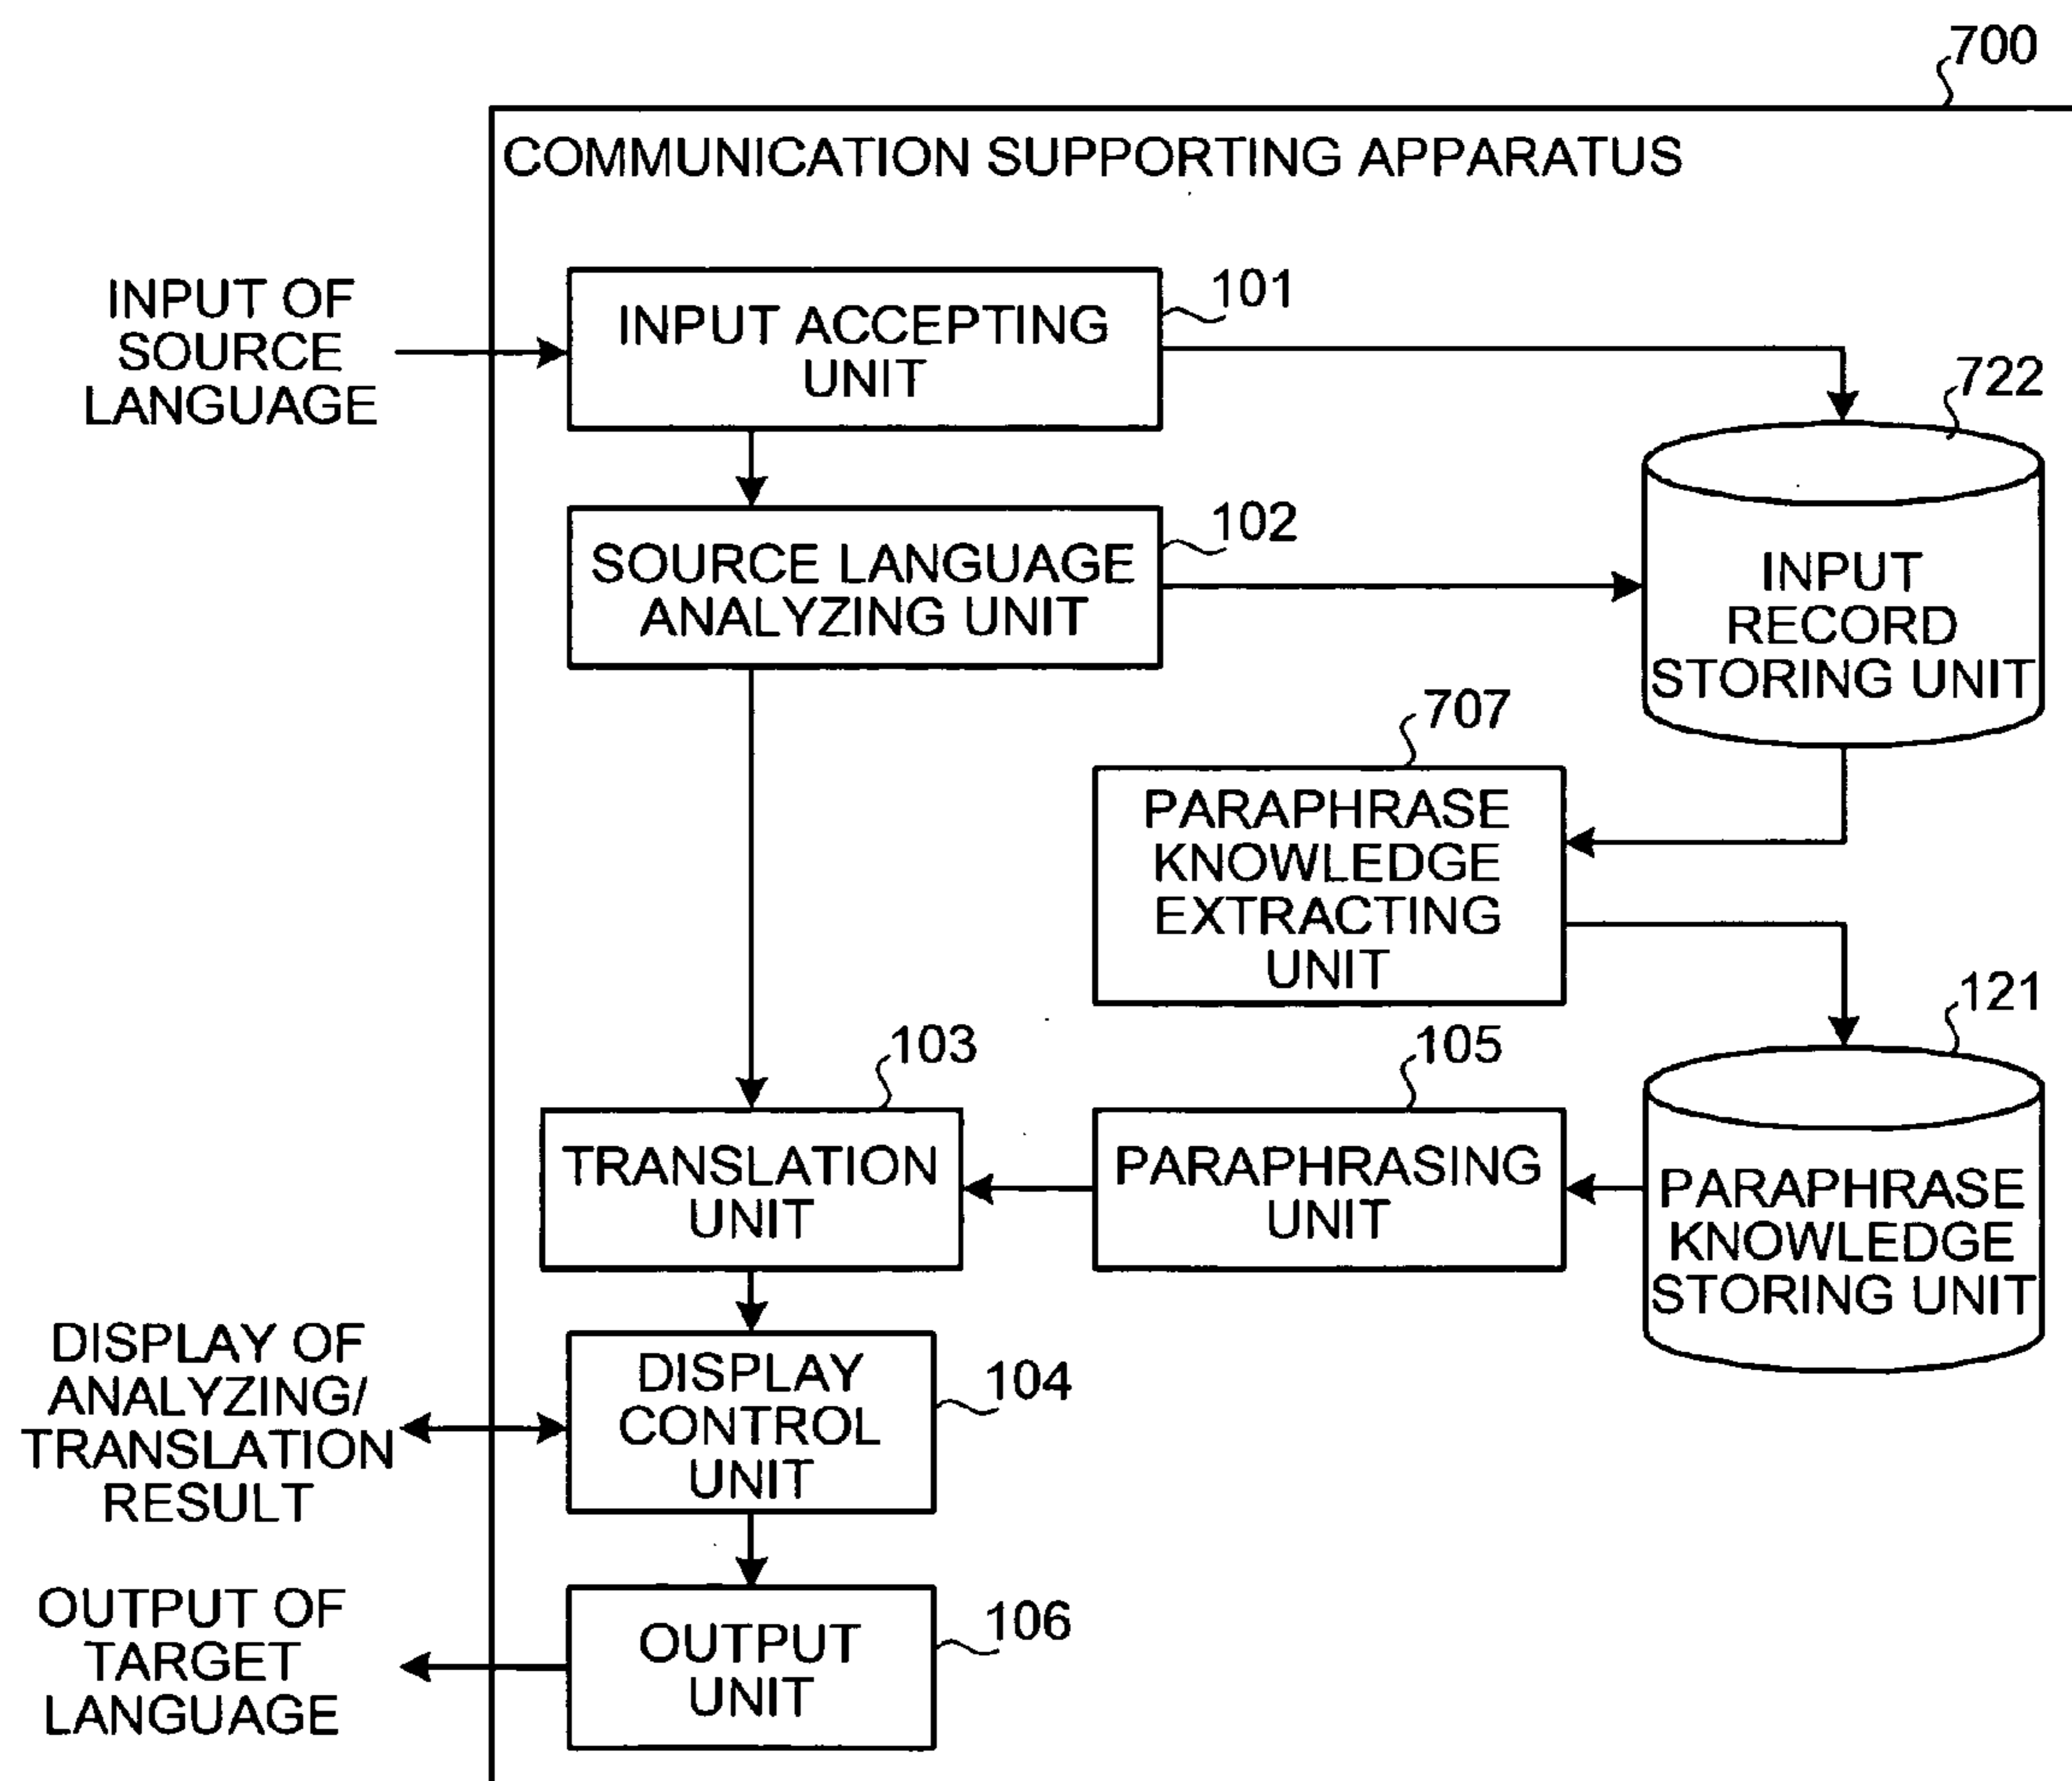 700
COMMUNICATION SUPPORTING APPARATUS
INPUT OF
SOURCE
LANGUAGE
INPUT ACCEPTING
UNIT
101
722
SOURCE LANGUAGE
ANALYZING UNIT
102
INPUT
RECORD
STORING UNIT
707
PARAPHRASE
KNOWLEDGE
EXTRACTING
UNIT
121
103
TRANSLATION
UNIT
105
PARAPHRASING
UNIT
PARAPHRASE
KNOWLEDGE
STORING UNIT
DISPLAY OF
ANALYZING/
TRANSLATION
RESULT
DISPLAY
CONTROL
UNIT
104
OUTPUT OF
TARGET
LANGUAGE
OUTPUT
UNIT
106